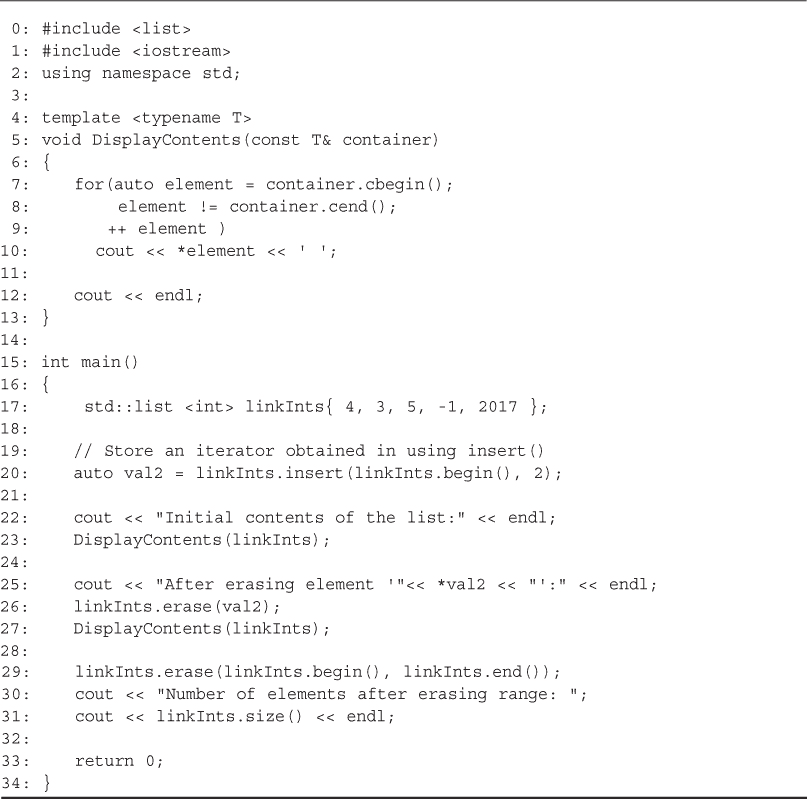 0: #include <list>
1: #include <iostream>
2: using namespace std;
3:
4: template <typename T>
5: void DisplayContents(const T& container)
6: {
7:    for(auto element = container.cbegin();
8:        element != container.cend();
9:       ++ element )
10:      cout << *element << ' ';
11:
12:    cout << endl;
13: }
14:
15: int main()
16: {
17:     std::list <int> linkInts{ 4, 3, 5, -1, 2017 };
18:
19:    // Store an iterator obtained in using insert()
20:    auto val2 = linkInts.insert(linkInts.begin(), 2);
21:
22:    cout << "Initial contents of the list:" << endl;
23:    DisplayContents(linkInts);
24:
25:    cout << "After erasing element '"<< *val2 << "':" << endl;
26:    linkInts.erase(val2);
27:    DisplayContents(linkInts);
28:
29:    linkInts.erase(linkInts.begin(), linkInts.end());
30:    cout << "Number of elements after erasing range: ";
31:    cout << linkInts.size() << endl;
32:
33:    return 0;
34: }